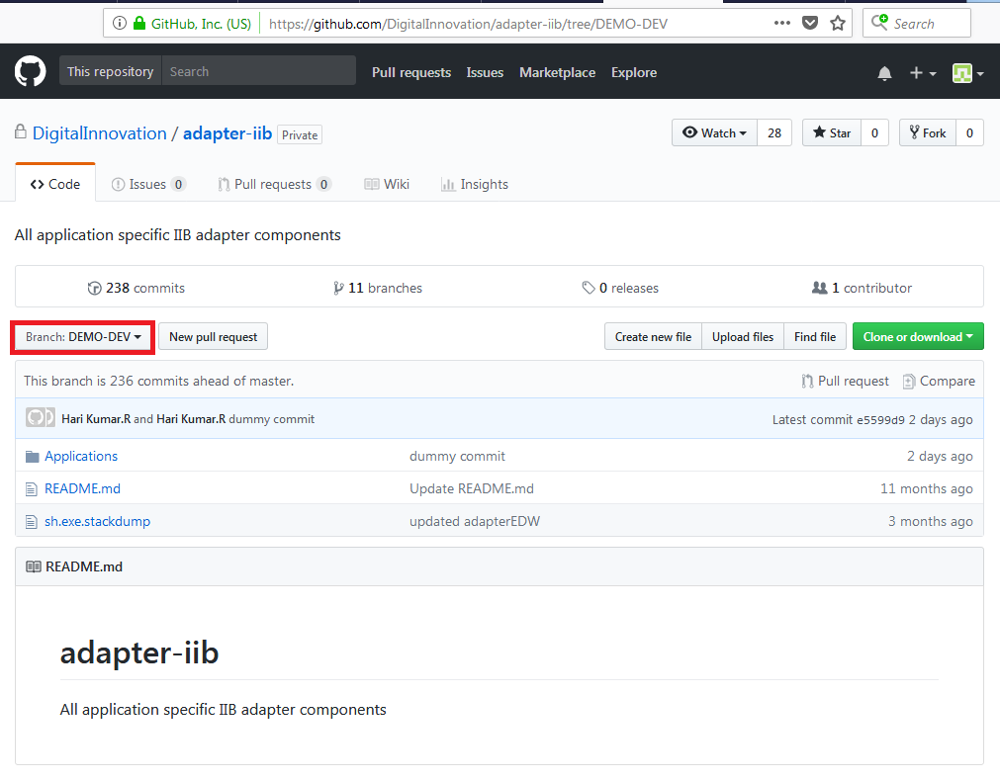 GitHub, Inc. (US) https://github.com/DigitalInnovation/adapter-iib/tree/DEMO-DEV Search
This repository Search Pull requests Issues Marketplace Explore
DigitalInnovation / adapter-iib Private Watch 28 Star 0 Fork 0
Code Issues 0 Pull requests 0 Wiki Insights
All application specific IIB adapter components
238 commits 11 branches 0 releases 1 contributor
Branch: DEMO-DEV New pull request Create new file Upload files Find file Clone or download
This branch is 236 commits ahead of master. Pull request Compare
Hari Kumar.R and Hari Kumar.R dummy commit Latest commit e5599d9 2 days ago
Applications dummy commit 2 days ago
README.md Update README.md 11 months ago
sh.exe.stackdump updated adapterEDW 3 months ago
README.md
adapter-iib
All application specific IIB adapter components